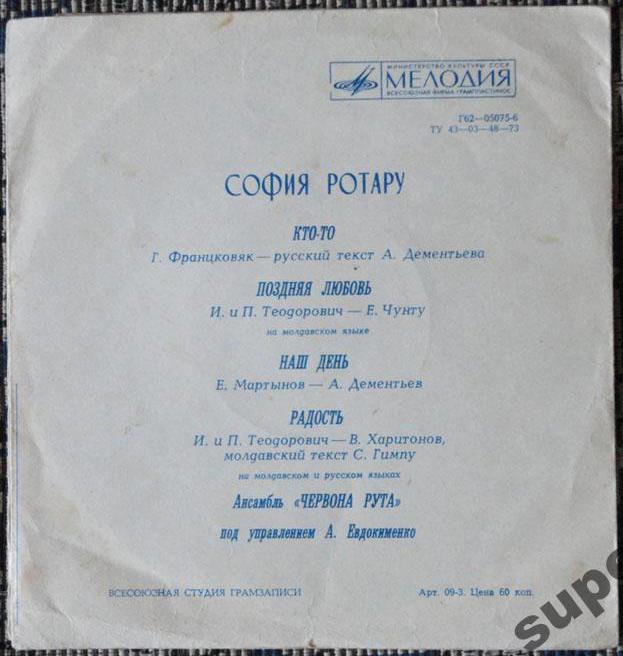 МИНИСТЕРСТВО КУЛЬТУРЫ СССР
МЕЛОДИЯ
ВСЕСОЮЗНАЯ ФИРМА ГРАМПЛАСТИНОК
Г62—05075-6
ТУ 43—03—48—73
СОФИЯ РОТАРУ
КТО-ТО
Г. Францковяк — русский текст А. Дементьева
ПОЗДНЯЯ ЛЮБОВЬ
И. и П. Теодорович — Е. Чунту
на молдавском языке
НАШ ДЕНЬ
Е. Мартынов — А. Дементьев
РАДОСТЬ
И. и П. Теодорович — В. Харитонов,
молдавский текст С. Гимпу
на молдавском и русском языках
Ансамбль «ЧЕРВОНА РУТА»
под управлением А. Евдокименко
ВСЕСОЮЗНАЯ СТУДИЯ ГРАМЗАПИСИ
Арт. 09-3. Цена 60 коп.
supe